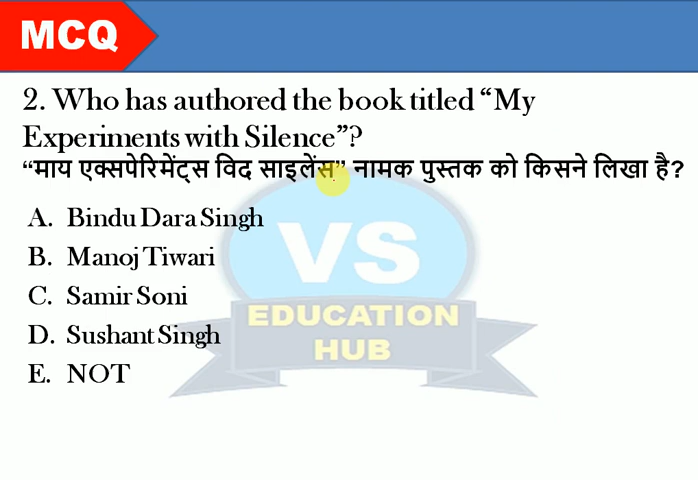 MCQ
2. Who has authored the book titled “My
Experiments with Silence”?
“माय एक्सपेरिमेंट्स विद साइलेंस” नामक पुस्तक को किसने लिखा है?
A. Bindu Dara Singh
B. Manoj Tiwari
C. Samir Soni
D. Sushant Singh
E. NOT
VS
EDUCATION
HUB